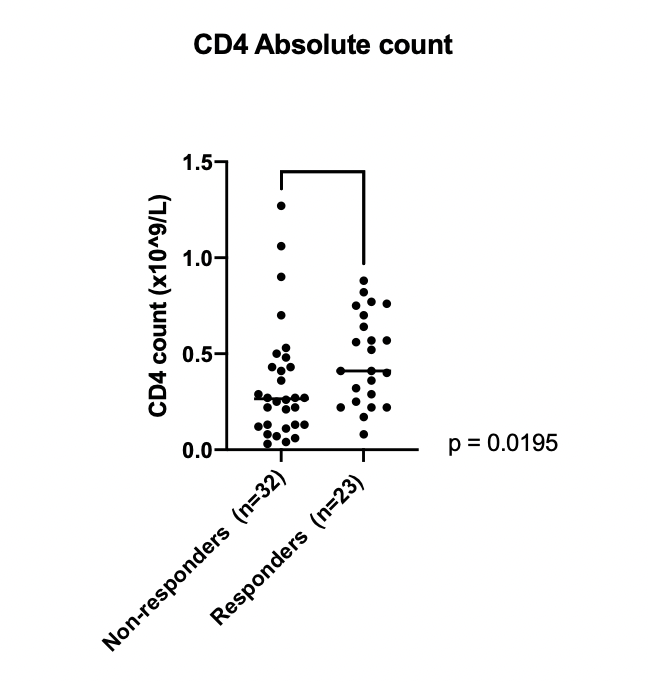 CD4 Absolute count
CD4 count (x10^9/L)
1.5
1.0
0.5
0.0
p = 0.0195
Non-responders (n=32)
Responders (n=23)